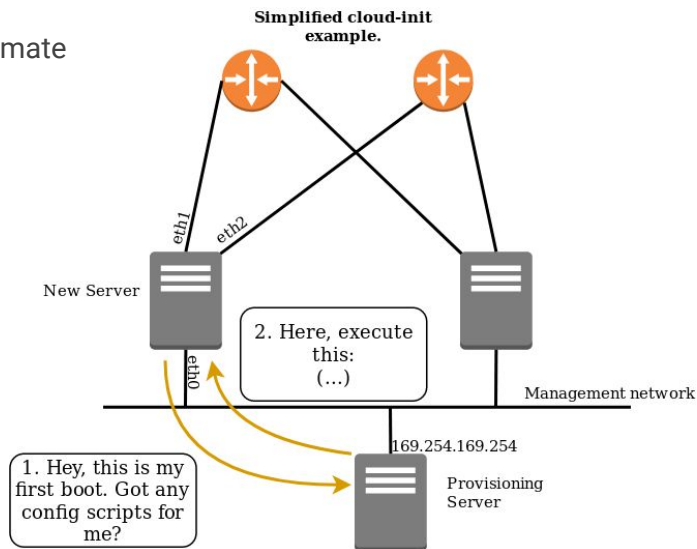 Simplified cloud-init
example.
mate
eth1
eth2
New Server
2. Here, execute
this:
(...)
eth0
Management network
169.254.169.254
1. Hey, this is my
first boot. Got any
config scripts for
me?
Provisioning
Server